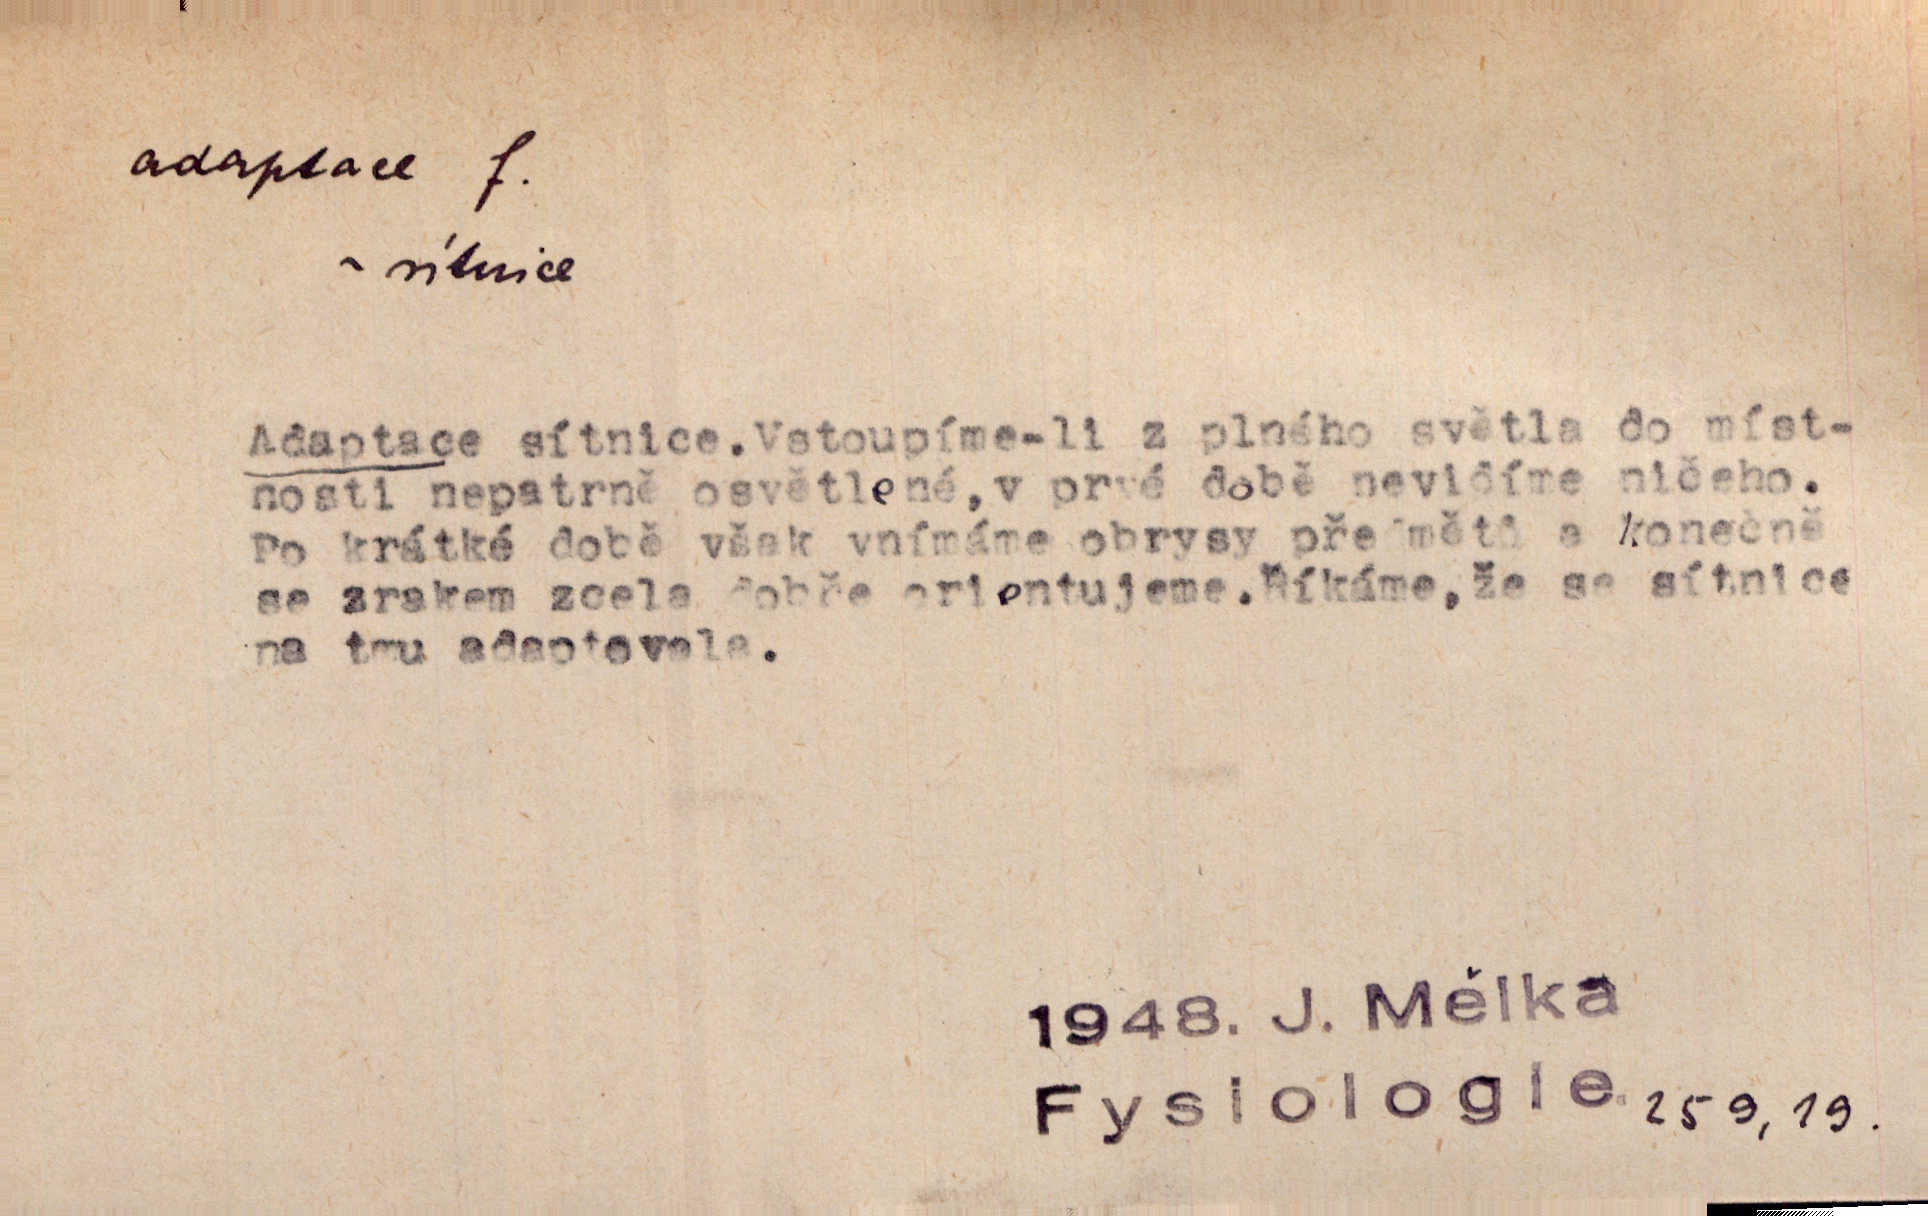 adaptace f.
~ sítnice
Adaptace sítnice.Vstoupíme-li z plného světla do míst-
nosti nepatrně osvětlené,v prvé době nevidíme ničeho.
Po krátké době však vnímáme obrysy předmětů a konečně
se zrakem zcela dobře orientujeme.Říkáme,že se sítnice
na tmu adaptovala.
1948. J. Mělka
Fysiologie. 259,19.